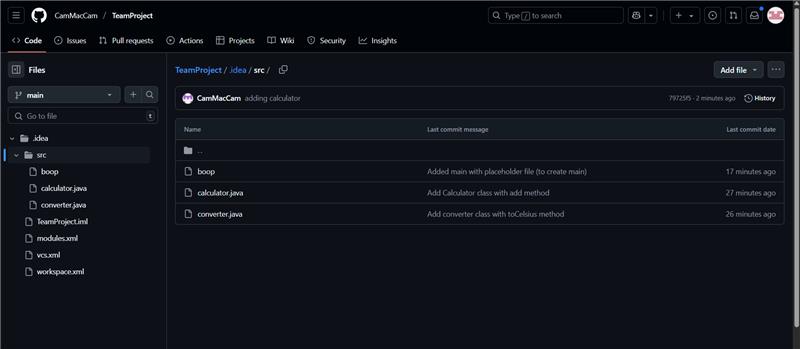 CamMacCam / TeamProject
Type / to search
Code Issues Pull requests Actions Projects Wiki Security Insights
Files
main
Go to file
t
.idea
src
boop
calculator.java
converter.java
TeamProject.iml
modules.xml
vcs.xml
workspace.xml
TeamProject / .idea / src /
Add file
CamMacCam adding calculator
79725f5 · 2 minutes ago History
Name Last commit message Last commit date
..
boop Added main with placeholder file (to create main) 17 minutes ago
calculator.java Add Calculator class with add method 27 minutes ago
converter.java Add converter class with toCelsius method 26 minutes ago